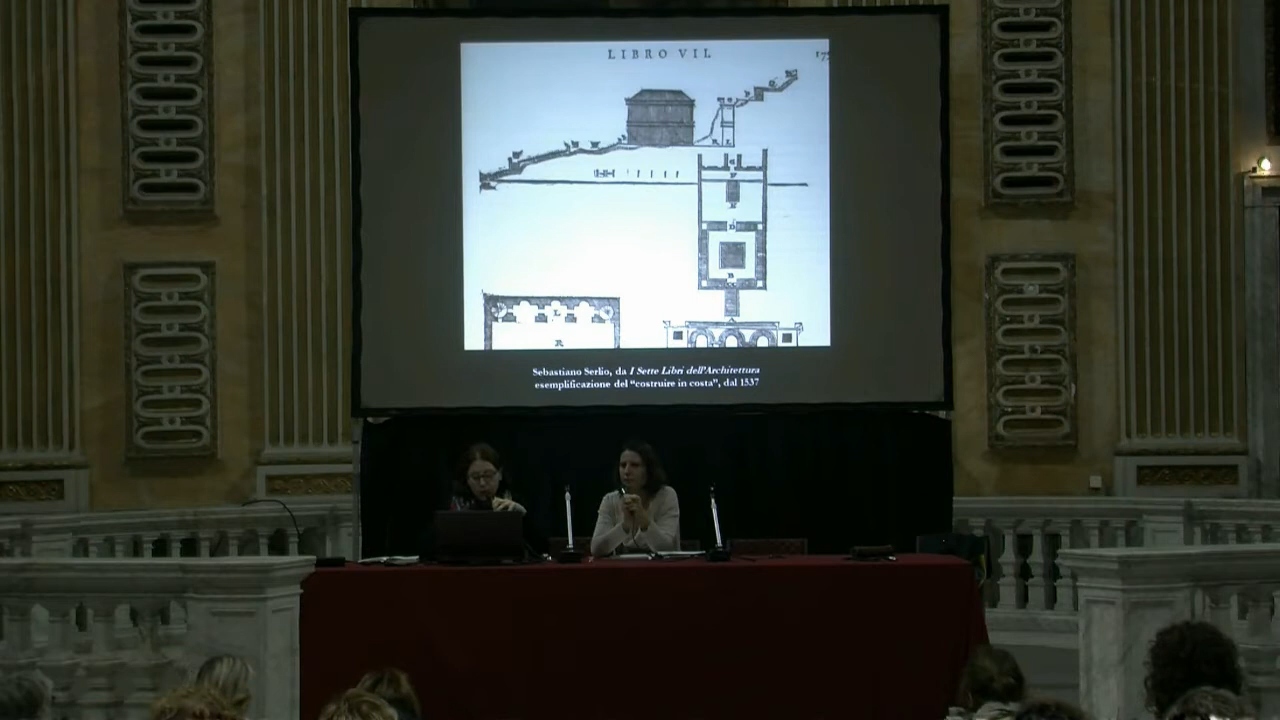 LIBRO VII.
Sebastiano Serlio, da I Sette Libri dell'Architettura
esemplificazione del "costruire in costa", dal 1537